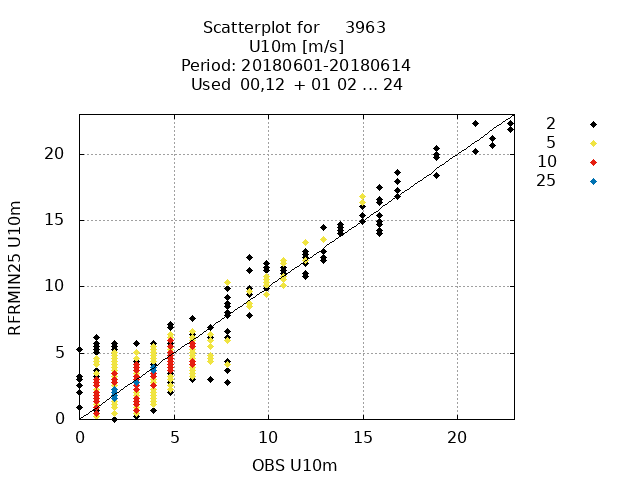 Scatterplot for 3963
U10m [m/s]
Period: 20180601-20180614
Used 00,12 + 01 02 ... 24
2
5
10
25
RFRMIN25 U10m
20
15
10
5
0
0 5 10 15 20
OBS U10m